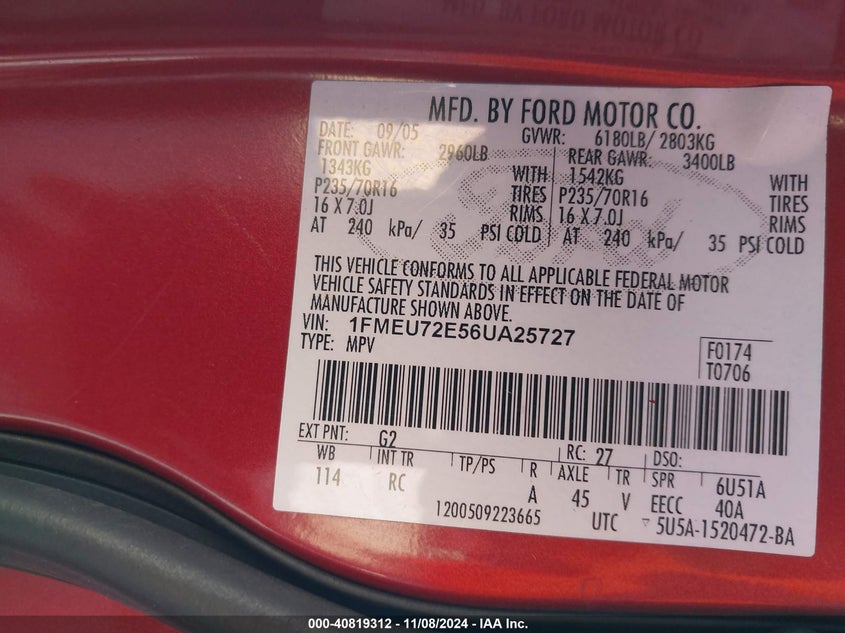 MFD. BY FORD MOTOR CO.
DATE: 09/05 GVWR: 6180LB/ 2803KG
FRONT GAWR: 2960LB REAR GAWR: 3400LB
1343KG WITH 1542KG WITH
P235/70R16 TIRES P235/70R16 TIRES
16 X 7.0J RIMS 16 X 7.0J RIMS
AT 240 kPa/ 35 PSI COLD AT 240 kPa/ 35 PSI COLD
THIS VEHICLE CONFORMS TO ALL APPLICABLE FEDERAL MOTOR
VEHICLE SAFETY STANDARDS IN EFFECT ON THE DATE OF
MANUFACTURE SHOWN ABOVE.
VIN: 1FMEU72E56UA25727
TYPE: MPV F0174
T0706
EXT PNT: G2 RC: 27 DSO:
WB INT TR TP/PS R AXLE TR SPR 6U51A
114 RC A 45 V EECC 40A
1200509223665 UTC 5U5A-1520472-BA
000-40819312 - 11/08/2024 - IAA Inc.